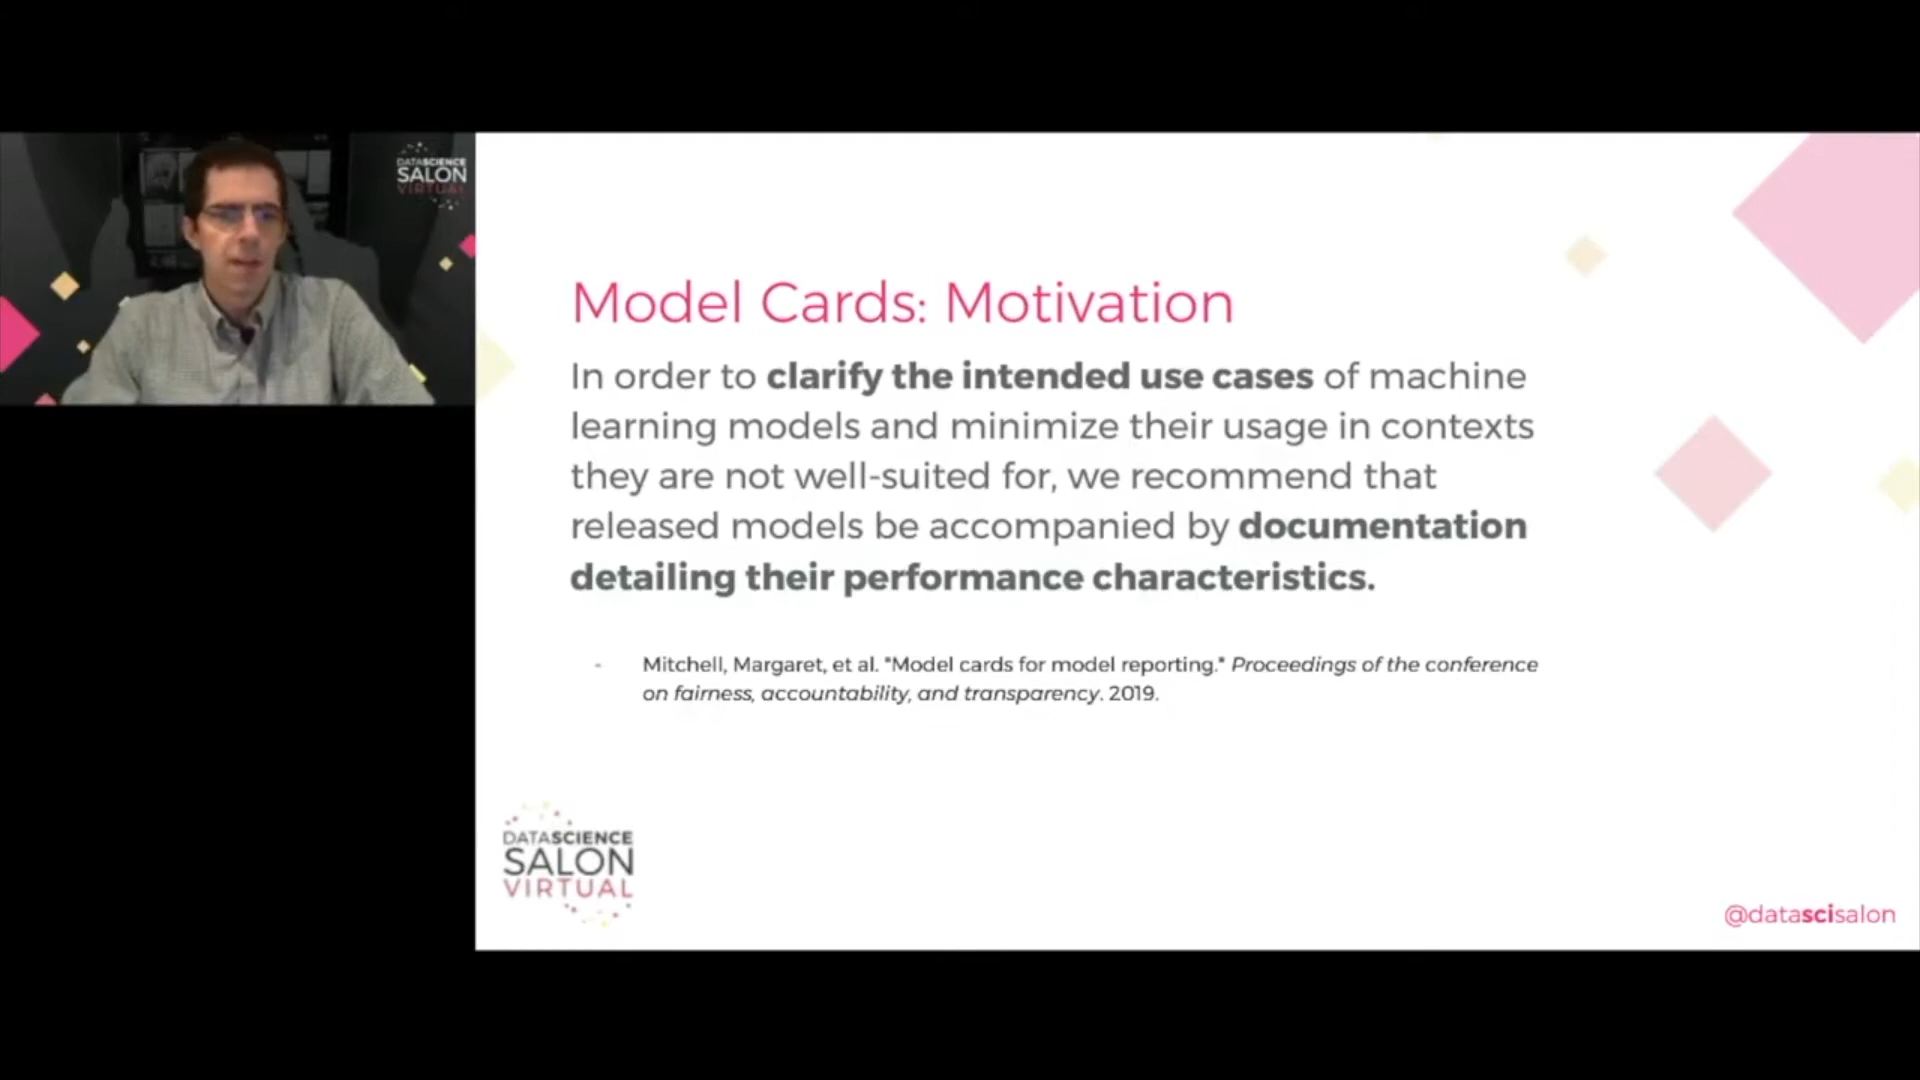 DATASCIENCE
SALON
VIRTUAL
Model Cards: Motivation
In order to clarify the intended use cases of machine
learning models and minimize their usage in contexts
they are not well-suited for, we recommend that
released models be accompanied by documentation
detailing their performance characteristics.
- Mitchell, Margaret, et al. "Model cards for model reporting." Proceedings of the conference
on fairness, accountability, and transparency. 2019.
DATASCIENCE
SALON
VIRTUAL
@datascisalon